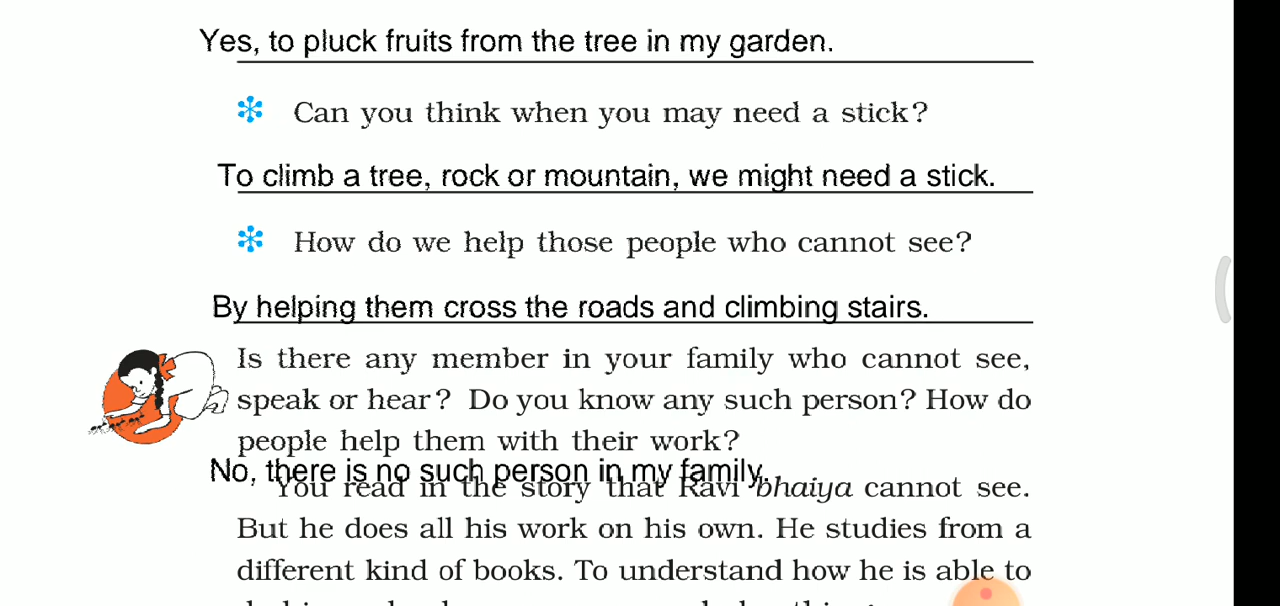 Yes, to pluck fruits from the tree in my garden.
Can you think when you may need a stick?
To climb a tree, rock or mountain, we might need a stick.
How do we help those people who cannot see?
By helping them cross the roads and climbing stairs.
Is there any member in your family who cannot see,
speak or hear? Do you know any such person? How do
people help them with their work?
No, there is no such person in my family.
You read in the story that Ravi bhaiya cannot see.
But he does all his work on his own. He studies from a
different kind of books. To understand how he is able to